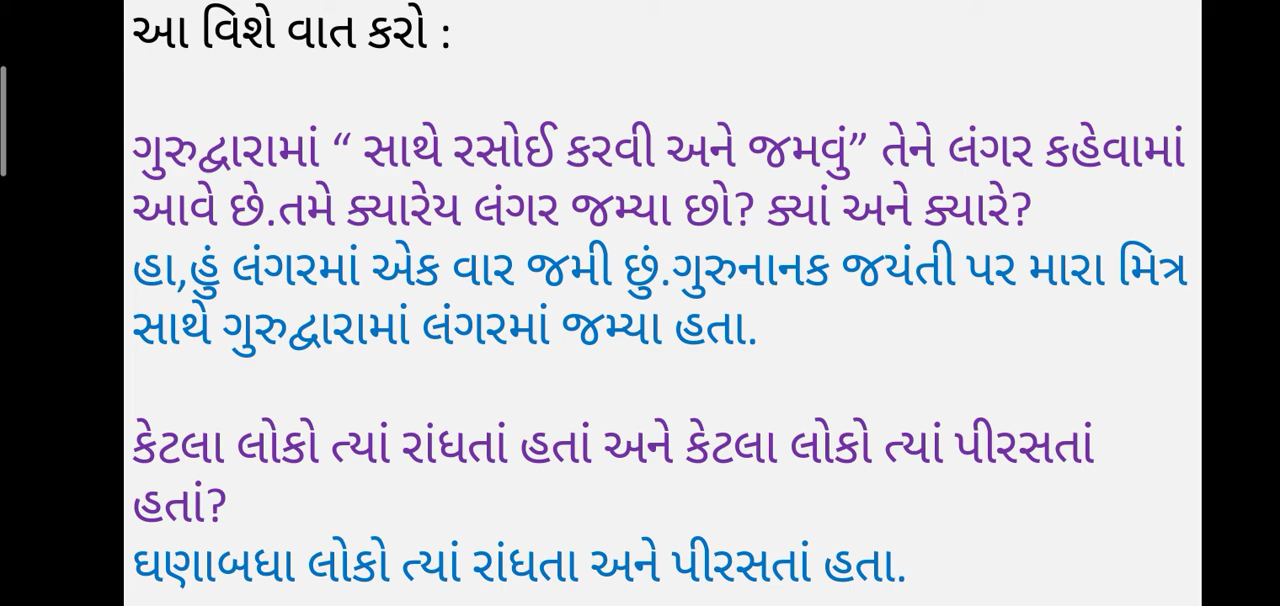 આ વિશે વાત કરો :
ગુરુદ્વારામાં “ સાથે રસોઈ કરવી અને જમવું” તેને લંગર કહેવામાં
આવે છે.તમે ક્યારેય લંગર જમ્યા છો? ક્યાં અને ક્યારે?
હા,હું લંગરમાં એક વાર જમી છું.ગુરુનાનક જયંતી પર મારા મિત્ર
સાથે ગુરુદ્વારામાં લંગરમાં જમ્યા હતા.
કેટલા લોકો ત્યાં રાંધતાં હતાં અને કેટલા લોકો ત્યાં પીરસતાં
હતાં?
ઘણાબધા લોકો ત્યાં રાંધતા અને પીરસતાં હતા.